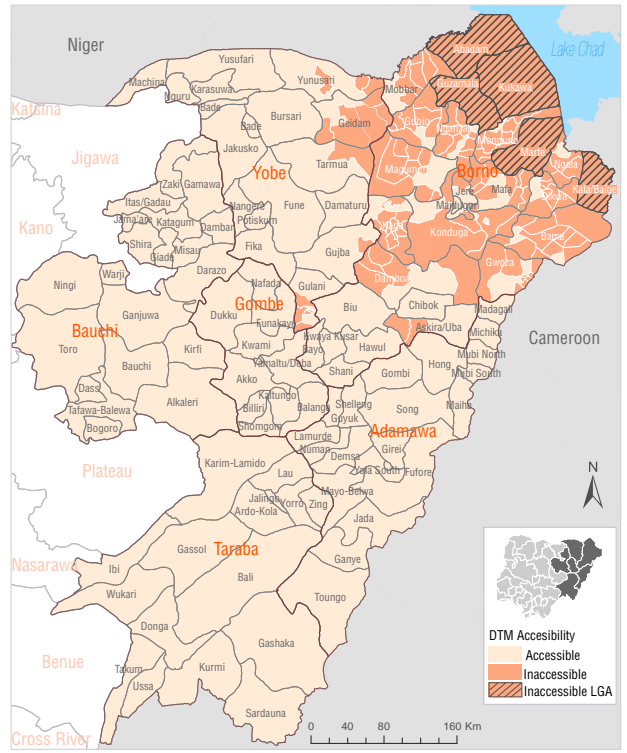 Niger
Lake Chad
Yusufari
Machina
Yunusari
Abadam
Nguru
Karasuwa
Mobbar
Guzamala
Kukawa
Katsina
Bade
Bursari
Geidam
Gubio
Nganzai
Bade
Monguno
Jakusko
Marte
Jigawa
Tarmua
Magumeri
Ngala
Yobe
Borno
Zaki
Gamawa
Jere
Mafa
Kala/Balge
Itas/Gadau
Nangere
Fune
Damaturu
Maiduguri
Dikwa
Jama'are
Katagum
Potiskum
Kano
Dambam
Kaga
Konduga
Bama
Shira
Misau
Fika
Giade
Gujba
Gwoza
Darazo
Damboa
Ningi
Warji
Nafada
Gulani
Gombe
Chibok
Madagali
Ganjuwa
Dukku
Biu
Bauchi
Funakaye
Askira/Uba
Michika
Cameroon
Toro
Kirfi
Kwami
Kwaya Kusar
Bayo
Hawul
Mubi North
Bauchi
Yamaltu/Deba
Shani
Hong
Mubi South
Akko
Gombi
Dass
Kaltungo
Alkaleri
Billiri
Balanga
Shelleng
Song
Maiha
Tafawa-Balewa
Guyuk
Bogoro
Shomgom
Adamawa
Lamurde
Girei
Numan
Demsa
Plateau
Karim-Lamido
Yola South
Fufore
Lau
N
Mayo-Belwa
Jalingo
Yorro
Zing
Ardo-Kola
Jada
Gassol
Taraba
Nasarawa
Ibi
Ganye
Bali
Wukari
Toungo
Donga
DTM Accesibility
Gashaka
Accessible
Benue
Takum
Kurmi
Inaccessible
Ussa
Inaccessible LGA
Sardauna
Cross River
0 40 80 160 Km